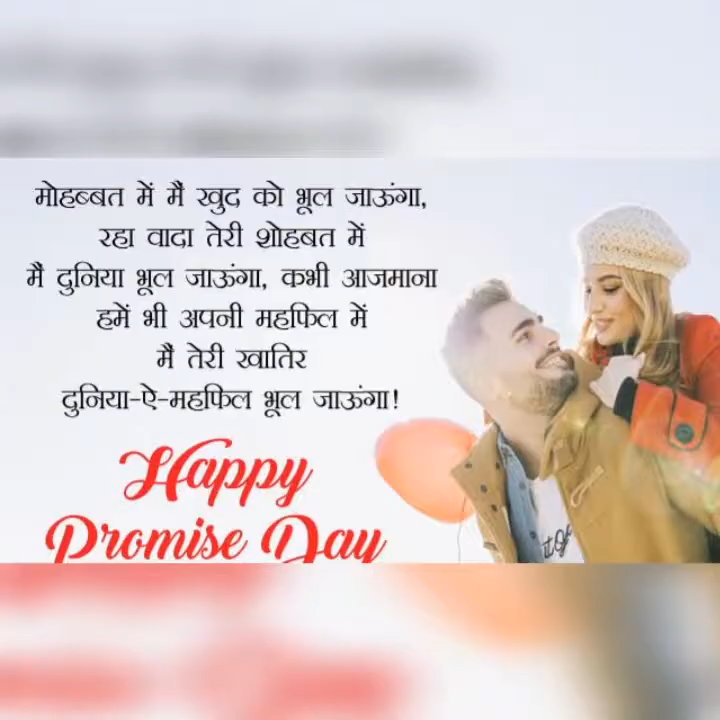 मोहब्बत में मैं खुद को भूल जाऊंगा,
रहा वादा तेरी शोहबत में
मै दुनिया भूल जाऊंगा, कभी आजमाना
हमें भी अपनी महफिल में
मैं तेरी खातिर
दुनिया-ऐ-महफिल भूल जाऊंगा!
Happy
Promise Day